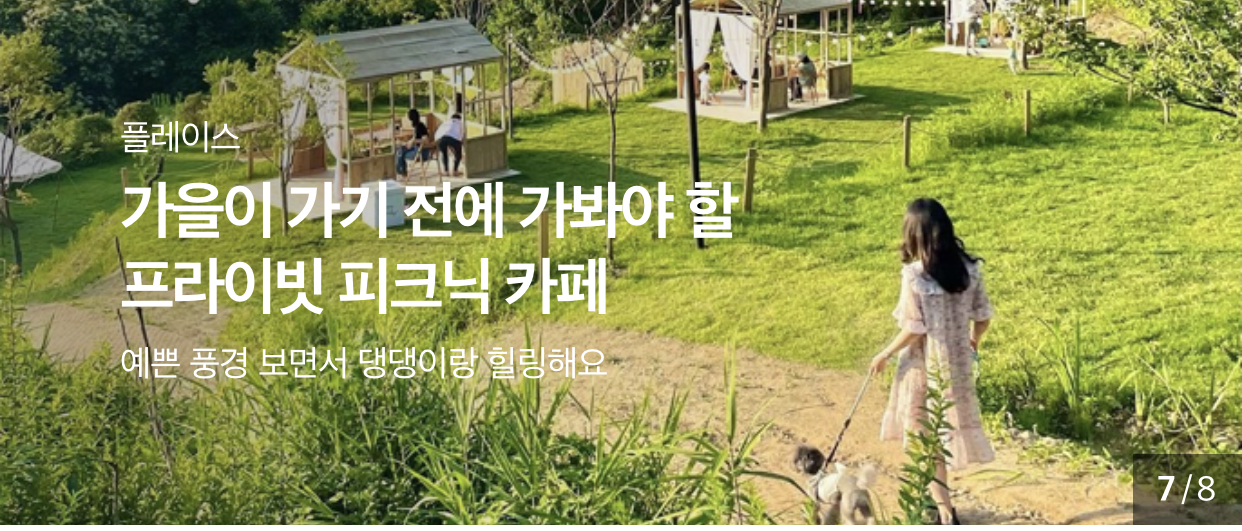 플레이스
가을이 가기 전에 가봐야 할
프라이빗 피크닉 카페
예쁜 풍경 보면서 댕댕이랑 힐링해요
7/8